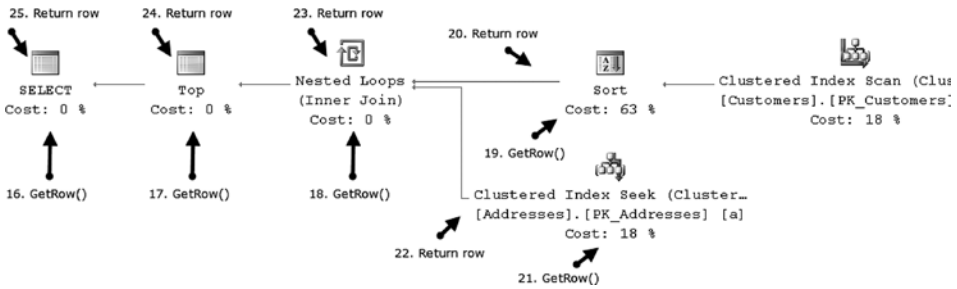 25. Return row
24. Return row
23. Return row
20. Return row
SELECT
Cost: 0 %
Top
Cost: 0 %
Nested Loops
(Inner Join)
Cost: 0 %
Sort
Cost: 63 %
Clustered Index Scan (Clus
[Customers].[PK_Customers]
Cost: 18 %
19. GetRow()
16. GetRow()
17. GetRow()
18. GetRow()
Clustered Index Seek (Cluster…
[Addresses].[PK_Addresses] [a]
Cost: 18 %
22. Return row
21. GetRow()